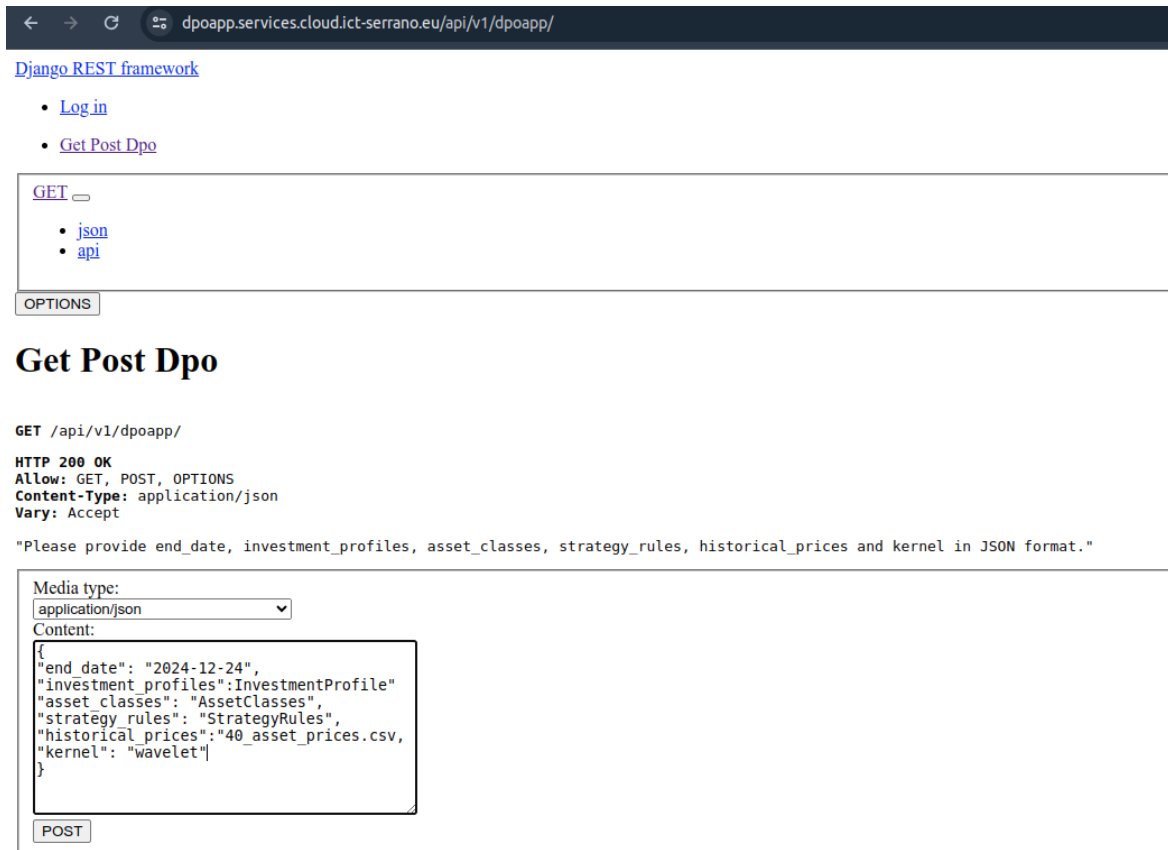 dpoapp.services.cloud.ict-serrano.eu/api/v1/dpoapp/
Django REST framework
Log in
Get Post Dpo
GET
json
api
OPTIONS
Get Post Dpo
GET /api/v1/dpoapp/
HTTP 200 OK
Allow: GET, POST, OPTIONS
Content-Type: application/json
Vary: Accept
"Please provide end_date, investment_profiles, asset_classes, strategy_rules, historical_prices and kernel in JSON format."
Media type:
application/json
Content:
{
"end_date": "2024-12-24",
"investment_profiles":InvestmentProfile"
"asset_classes": "AssetClasses",
"strategy_rules": "StrategyRules",
"historical_prices":"40_asset_prices.csv,
"kernel": "wavelet"
}
POST